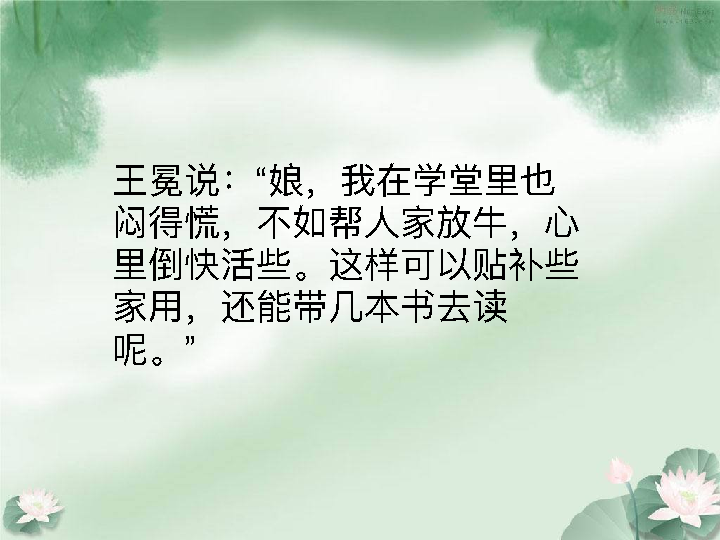 王冕说：“娘，我在学堂里也
闷得慌，不如帮人家放牛，心
里倒快活些。这样可以贴补些
家用，还能带几本书去读
呢。”